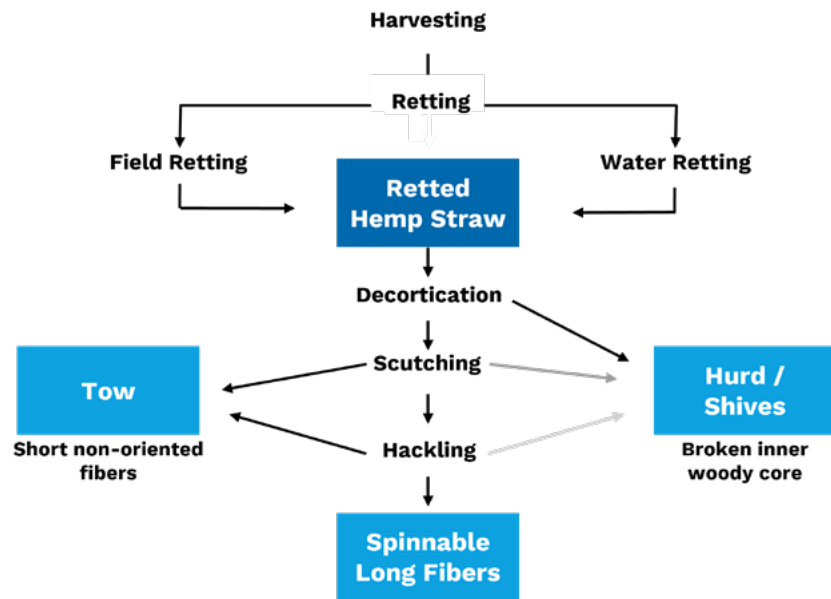 Harvesting
Retting
Field Retting
Water Retting
Retted
Hemp Straw
Decortication
Scutching
Tow
Hurd /
Shives
Short non-oriented
fibers
Hackling
Broken inner
woody core
Spinnable
Long Fibers